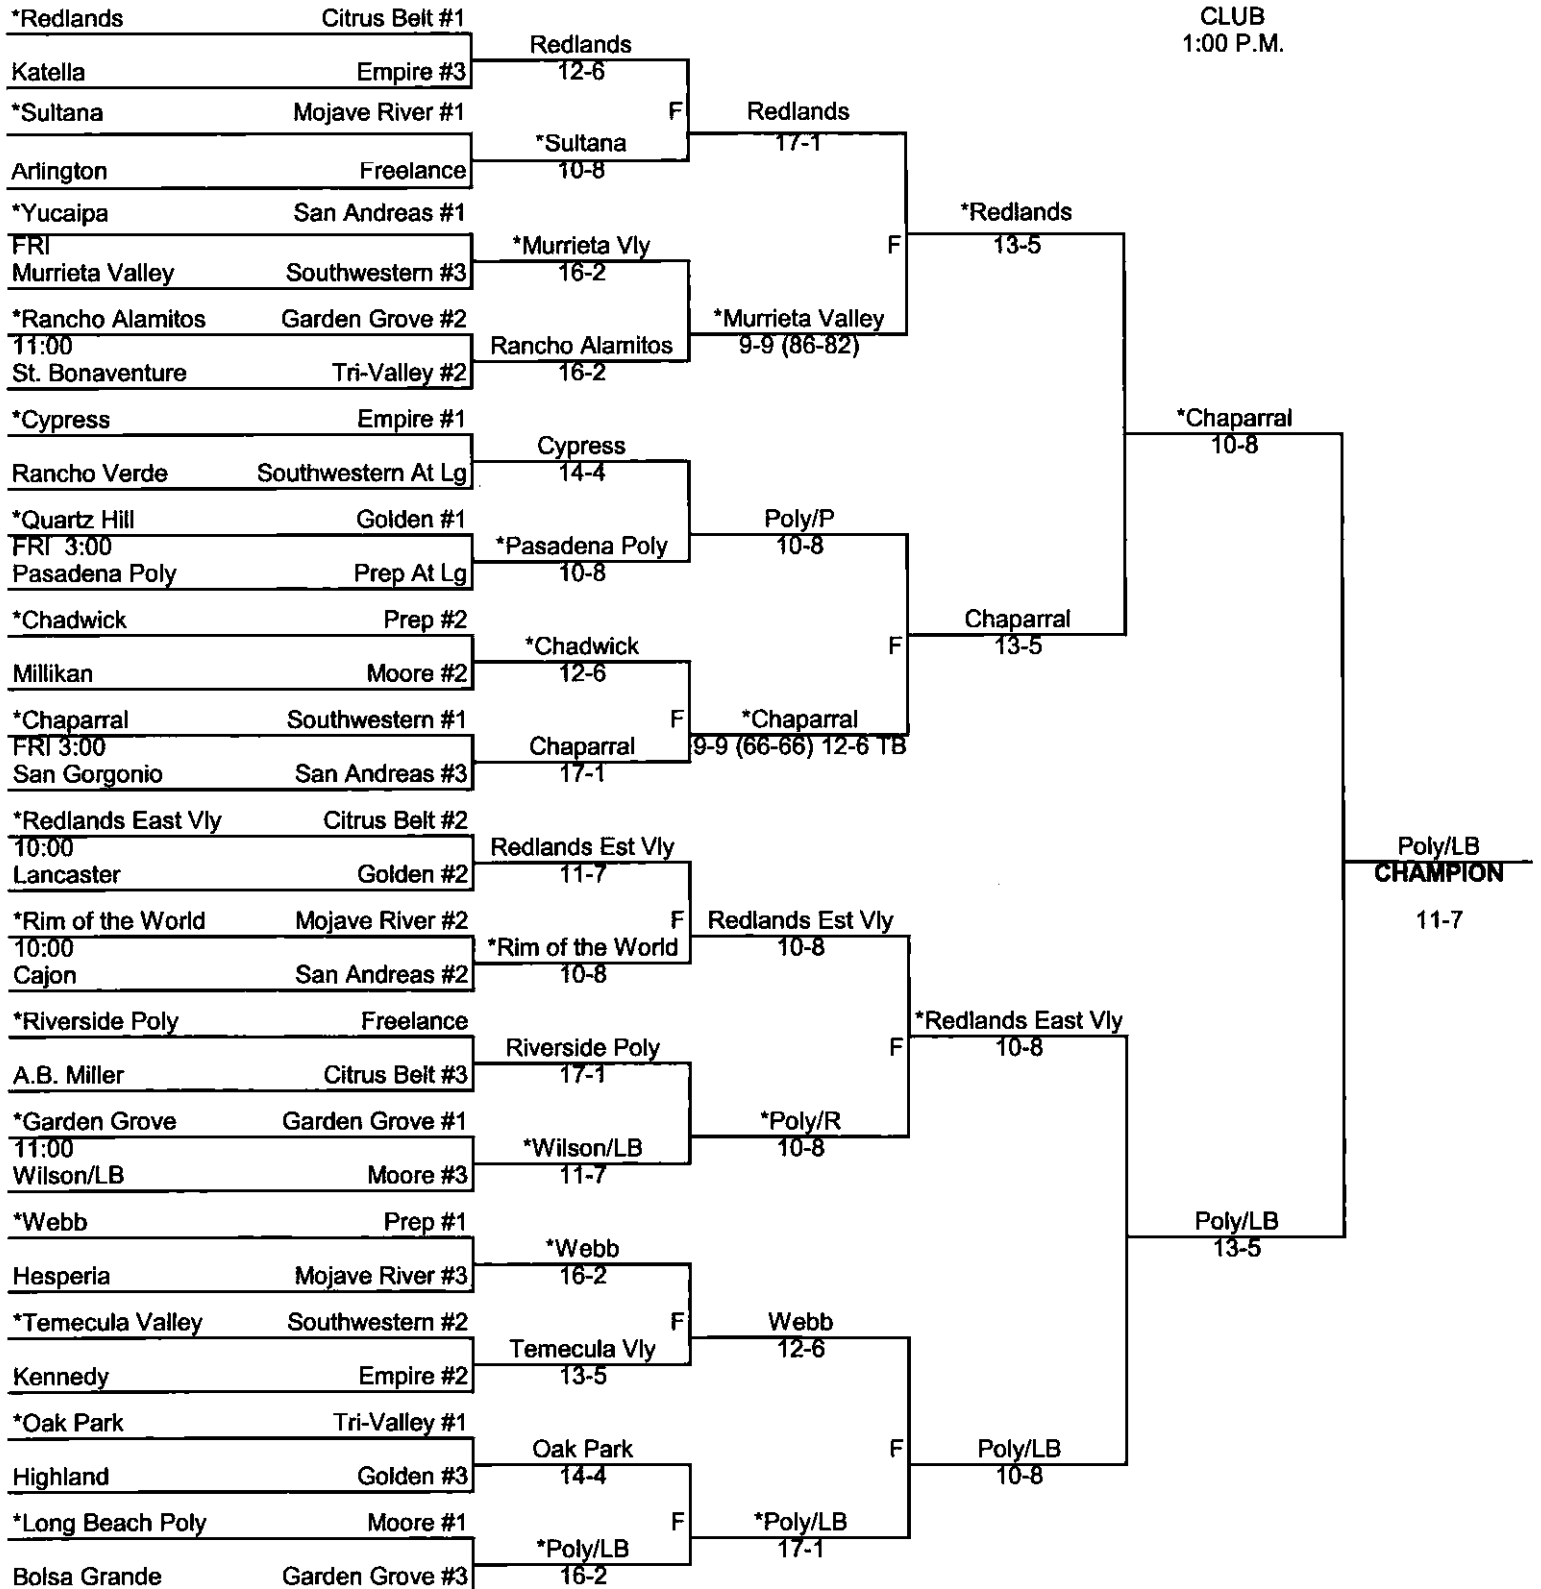 *Redlands Citrus Belt #1
CLUB
1:00 P.M.
Redlands
Katella Empire #3
12-6
*Sultana Mojave River #1
F
Redlands
*Sultana
17-1
Arlington Freelance
10-8
*Yucaipa San Andreas #1
*Redlands
FRI
*Murrieta Vly
F
13-5
Murrieta Valley Southwestern #3
16-2
*Rancho Alamitos Garden Grove #2
*Murrieta Valley
11:00
Rancho Alamitos
9-9 (86-82)
St. Bonaventure Tri-Valley #2
16-2
*Cypress Empire #1
*Chaparral
Cypress
10-8
Rancho Verde Southwestern At Lg
14-4
*Quartz Hill Golden #1
Poly/P
FRI 3:00
*Pasadena Poly
10-8
Pasadena Poly Prep At Lg
10-8
*Chadwick Prep #2
Chaparral
*Chadwick
F
13-5
Millikan Moore #2
12-6
*Chaparral Southwestern #1
F
*Chaparral
FRI 3:00
Chaparral
9-9 (66-66) 12-6 TB
San Gorgonio San Andreas #3
17-1
*Redlands East Vly Citrus Belt #2
10:00
Redlands Est Vly
Poly/LB
Lancaster Golden #2
11-7
CHAMPION
*Rim of the World Mojave River #2
F
Redlands Est Vly
11-7
10:00
*Rim of the World
10-8
Cajon San Andreas #2
10-8
*Riverside Poly Freelance
*Redlands East Vly
Riverside Poly
F
10-8
A.B. Miller Citrus Belt #3
17-1
*Garden Grove Garden Grove #1
*Poly/R
11:00
*Wilson/LB
10-8
Wilson/LB Moore #3
11-7
*Webb Prep #1
Poly/LB
*Webb
13-5
Hesperia Mojave River #3
16-2
*Temecula Valley Southwestern #2
F
Webb
Temecula Vly
12-6
Kennedy Empire #2
13-5
*Oak Park Tri-Valley #1
Oak Park
F
Poly/LB
Highland Golden #3
14-4
10-8
*Long Beach Poly Moore #1
F
*Poly/LB
*Poly/LB
17-1
Bolsa Grande Garden Grove #3
16-2